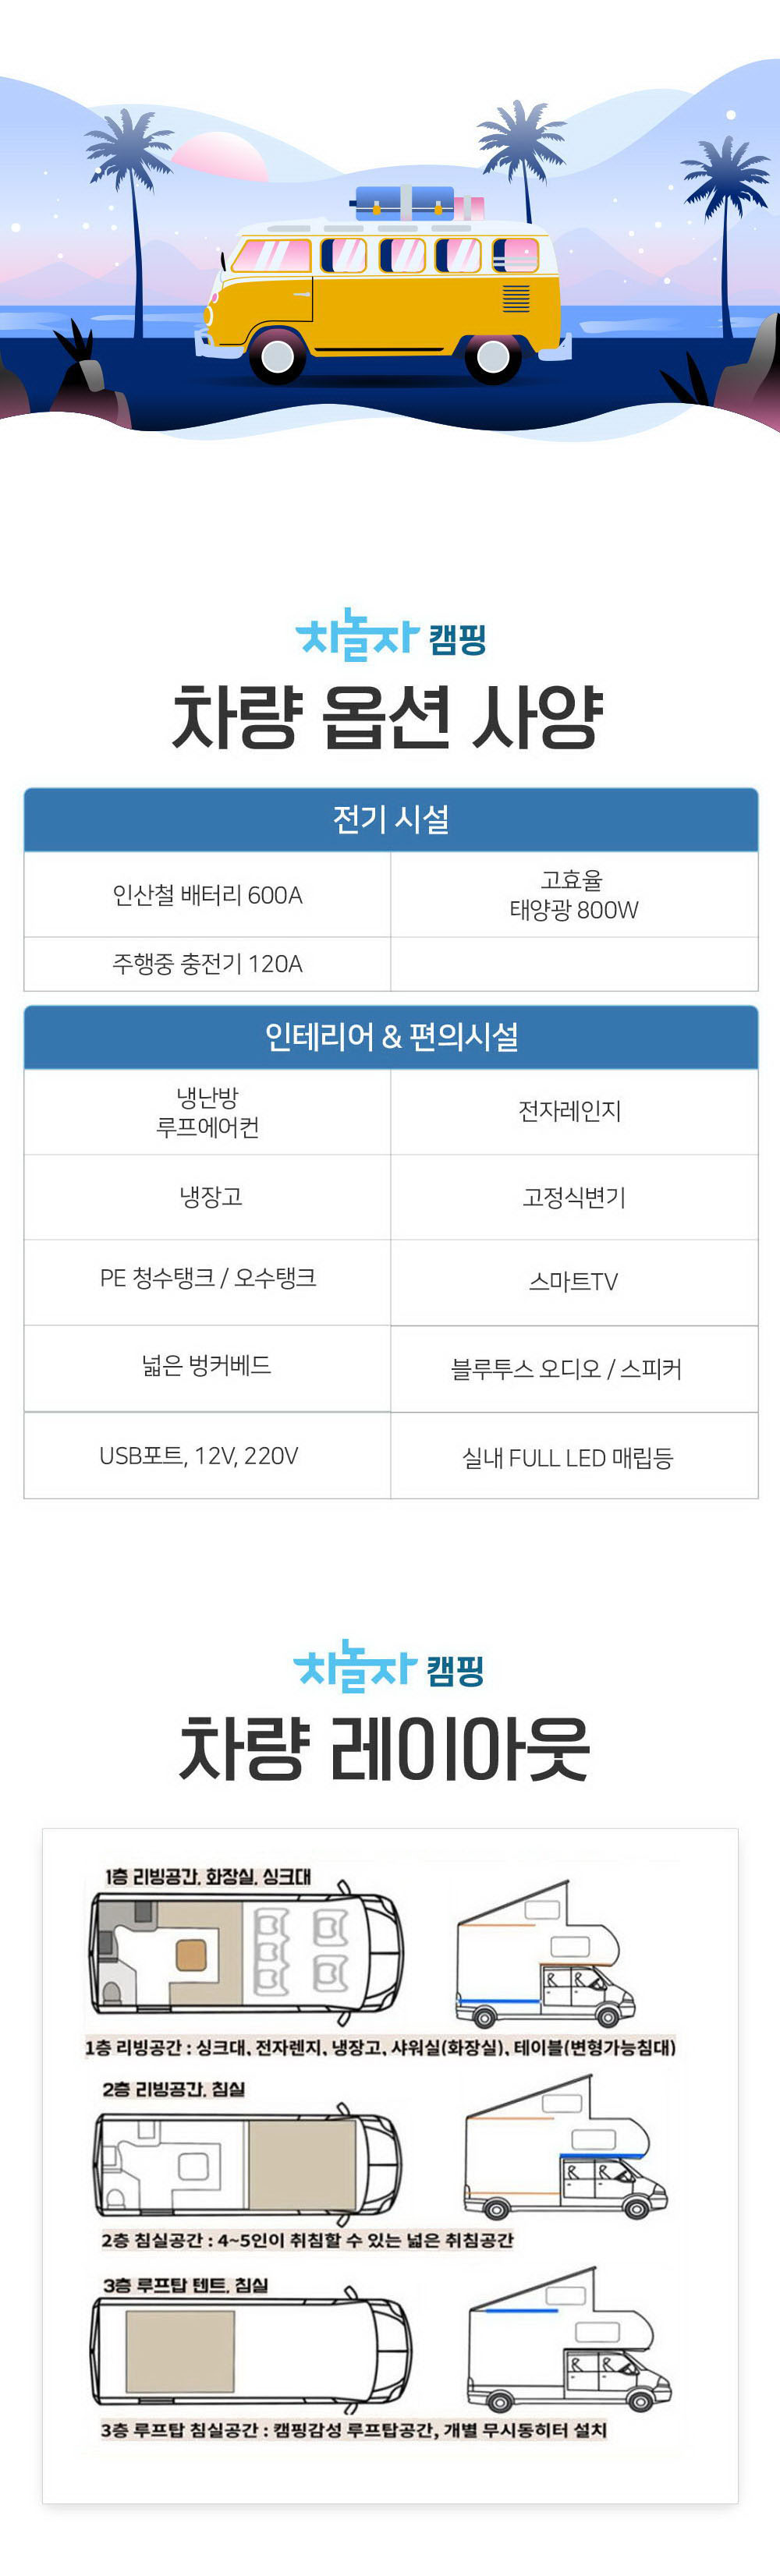 차놀자 캠핑
차량 옵션 사양
전기 시설
인산철 배터리 600A
고효율
태양광 800W
주행중 충전기 120A
인테리어 & 편의시설
냉난방
루프에어컨
전자레인지
냉장고
고정식변기
PE 청수탱크 / 오수탱크
스마트TV
넓은 벙커베드
블루투스 오디오 / 스피커
USB포트, 12V, 220V
실내 FULL LED 매립등
차놀자 캠핑
차량 레이아웃
1층 리빙공간, 화장실, 싱크대
1층 리빙공간 : 싱크대, 전자렌지, 냉장고, 샤워실(화장실), 테이블(변형가능침대)
2층 리빙공간, 침실
2층 침실공간 : 4~5인이 취침할 수 있는 넓은 취침공간
3층 루프탑 텐트, 침실
3층 루프탑 침실공간 : 캠핑감성 루프탑공간, 개별 무시동히터 설치